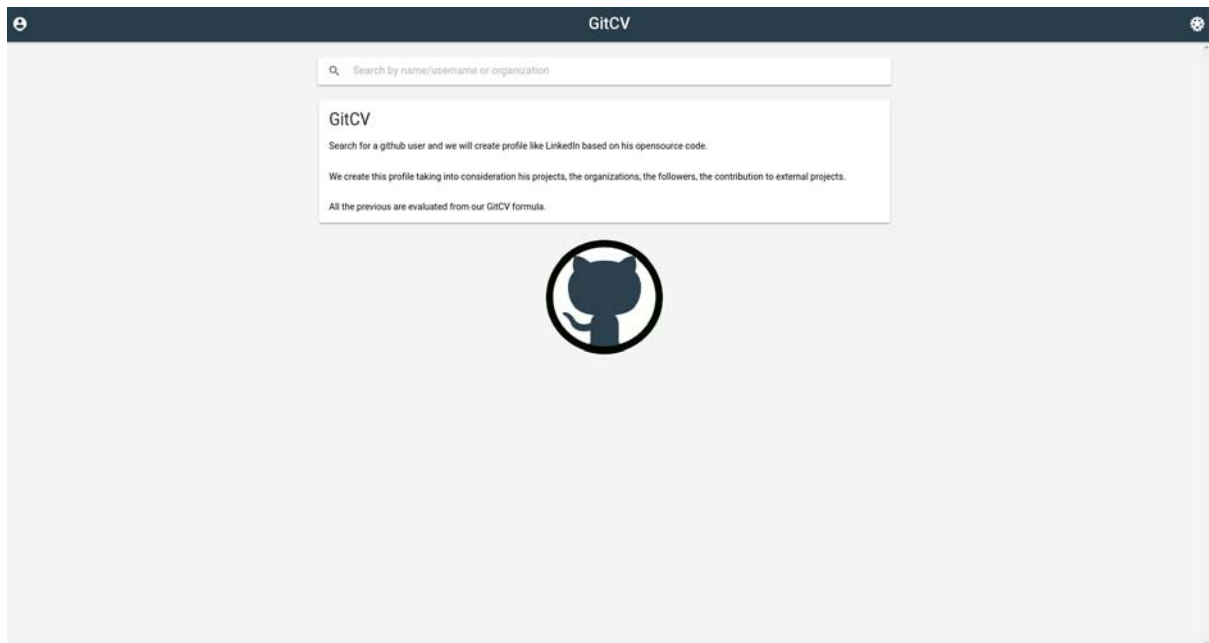 GitCV
Search by name/username or organization
GitCV
Search for a github user and we will create profile like LinkedIn based on his opensource code.
We create this profile taking into consideration his projects, the organizations, the followers, the contribution to external projects.
All the previous are evaluated from our GitCV formula.